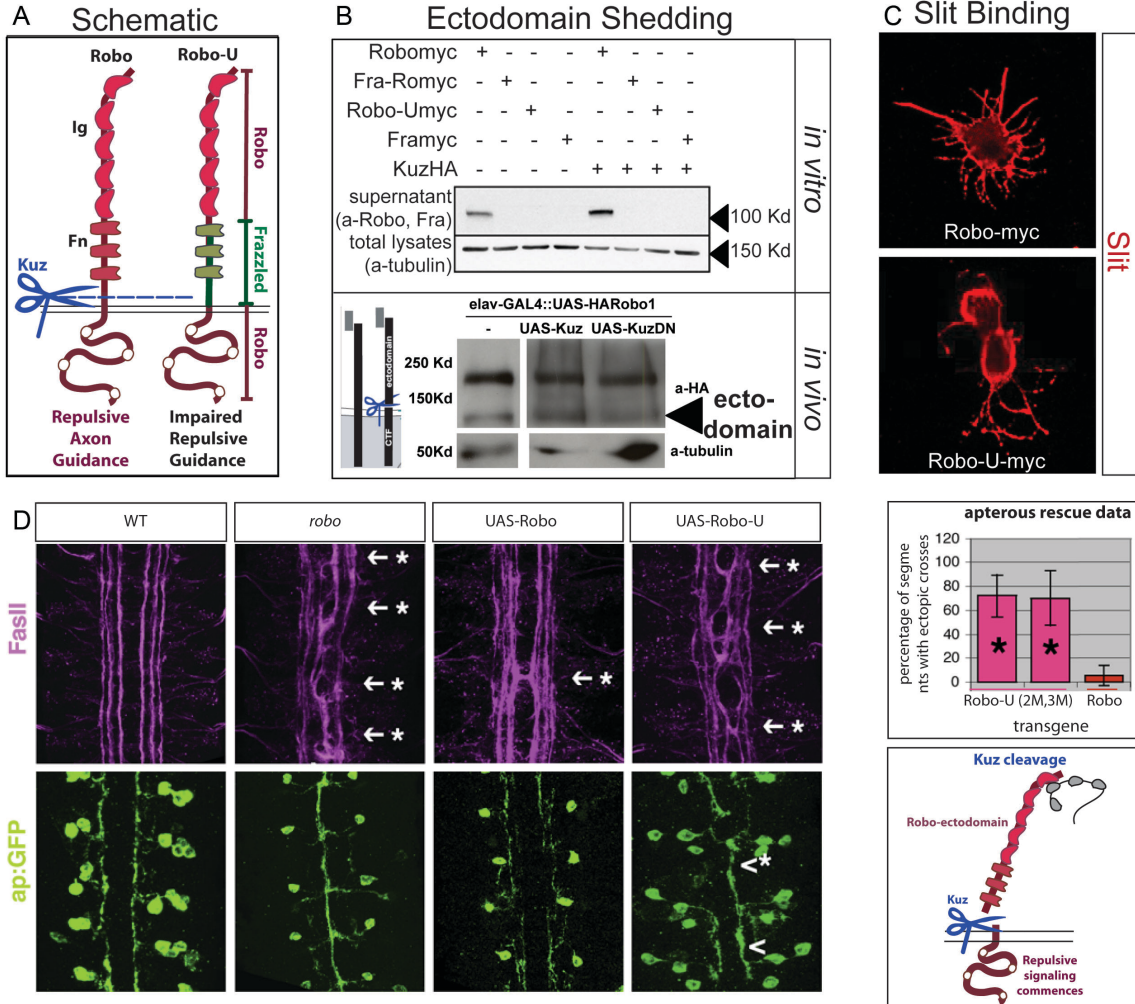 A Schematic
Robo Robo-U
Ig
Fn
Kuz
Robo
Frazzled
Robo
Repulsive Axon Guidance
Impaired Repulsive Guidance
B Ectodomain Shedding
Robomyc + - - - + - - -
Fra-Romyc - + - - - + - -
Robo-Umyc - - + - - - + -
Framyc - - - + - - - +
KuzHA - - - - + + + +
supernatant
(a-Robo, Fra)
100 Kd
total lysates
(a-tubulin)
150 Kd
in vitro
elav-GAL4::UAS-HARobo1
- UAS-Kuz UAS-KuzDN
ectodomain
CTF
250 Kd
150Kd
50Kd
a-HA
ecto-
domain
a-tubulin
in vivo
C Slit Binding
Robo-myc
Robo-U-myc
Slit
D
WT robo UAS-Robo UAS-Robo-U
FasII
← *
← *
← *
← *
← *
← *
← *
← *
ap:GFP
<*
<
apterous rescue data
percentage of segme
nts with ectopic crosses
120
100
80
60
40
20
0
* *
Robo-U (2M,3M) Robo
transgene
Kuz cleavage
Robo-ectodomain
Kuz
Repulsive
signaling
commences